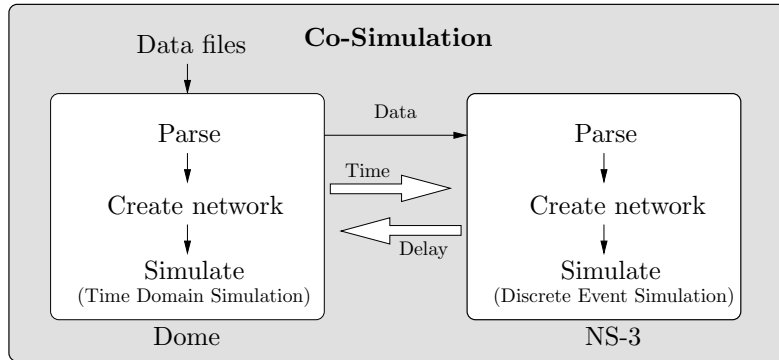 Co-Simulation
Data files
Parse
Create network
Simulate
(Time Domain Simulation)
Dome
Data
Time
Delay
Parse
Create network
Simulate
(Discrete Event Simulation)
NS-3